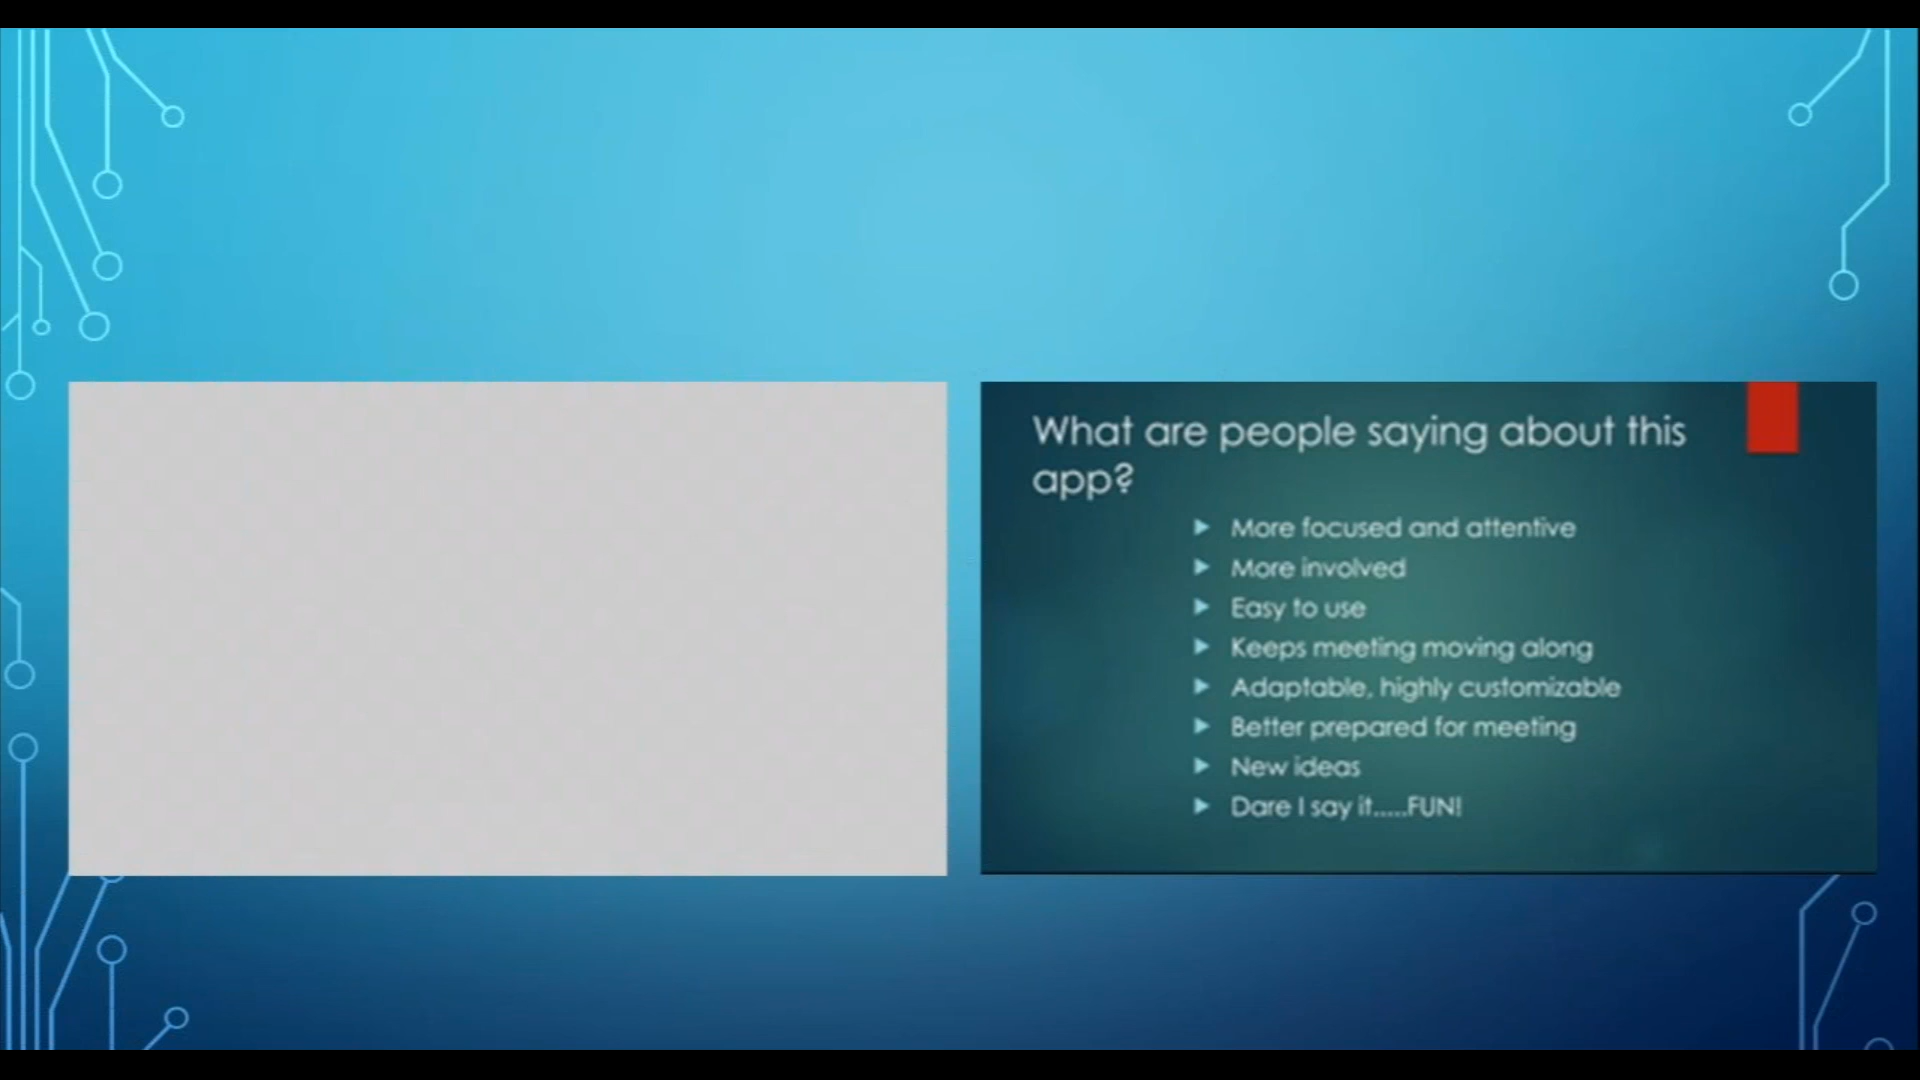 What are people saying about this
app?
More focused and attentive
More involved
Easy to use
Keeps meeting moving along
Adaptable, highly customizable
Better prepared for meeting
New ideas
Dare I say it.....FUN!